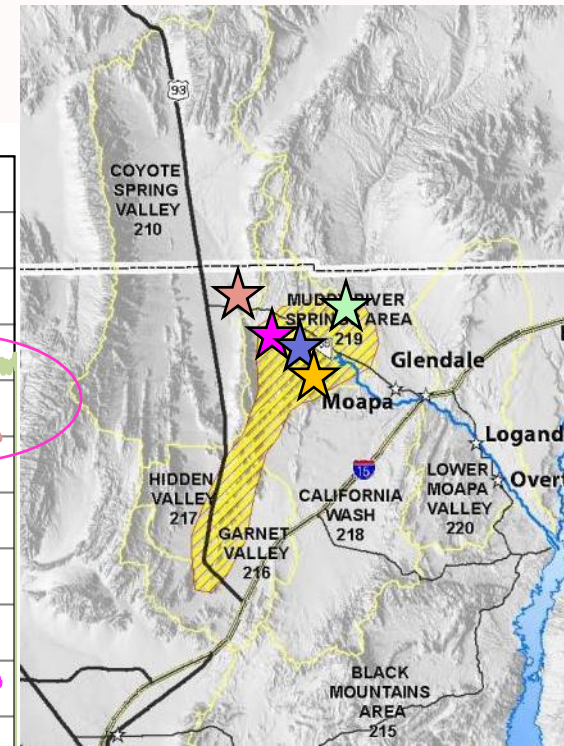 93
COYOTE
SPRING
VALLEY
210
MUDDY RIVER
SPRINGS AREA
219
Glendale
Moapa
Logand
15
HIDDEN
VALLEY
217
CALIFORNIA
WASH
218
LOWER
MOAPA
VALLEY
220
Overt
GARNET
VALLEY
216
BLACK
MOUNTAINS
AREA
215